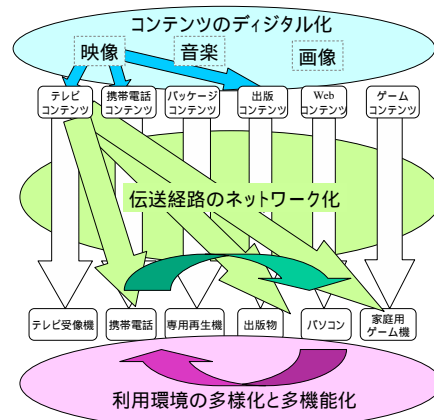 コンテンツのディジタル化
映像
音楽
画像
テレビ
コンテンツ
携帯電話
コンテンツ
パッケージ
コンテンツ
出版
コンテンツ
Web
コンテンツ
ゲーム
コンテンツ
伝送経路のネットワーク化
テレビ受像機
携帯電話
専用再生機
出版物
パソコン
家庭用
ゲーム機
利用環境の多様化と多機能化